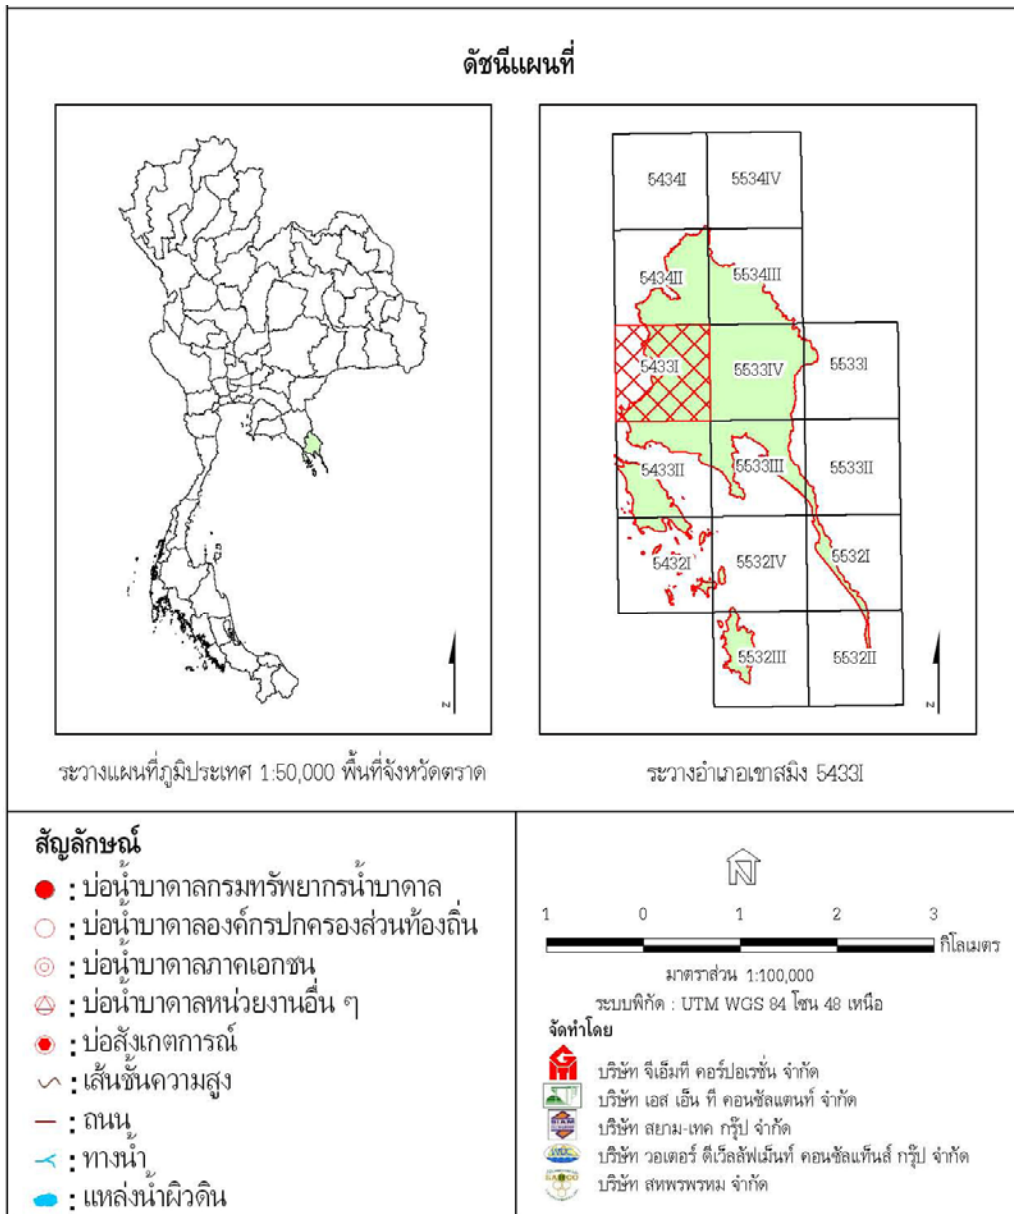 ดัชนีแผนที่
5434I 5534IV
5434II 5534III
5433I 5533IV 5533I
5433II 5533III 5533II
5432I 5532IV 5532I
5532III 5532II
N
N
ระวางแผนที่ภูมิประเทศ 1:50,000 พื้นที่จังหวัดตราด
ระวางอำเภอเขาสมิง 5433I
สัญลักษณ์
: บ่อน้ำบาดาลกรมทรัพยากรน้ำบาดาล
: บ่อน้ำบาดาลองค์กรปกครองส่วนท้องถิ่น
: บ่อน้ำบาดาลภาคเอกชน
: บ่อน้ำบาดาลหน่วยงานอื่น ๆ
: บ่อสังเกตการณ์
: เส้นชั้นความสูง
: ถนน
: ทางน้ำ
: แหล่งน้ำผิวดิน
N
1 0 1 2 3
กิโลเมตร
มาตราส่วน 1:100,000
ระบบพิกัด : UTM WGS 84 โซน 48 เหนือ
จัดทำโดย
บริษัท จีเอ็มที คอร์ปอเรชั่น จำกัด
บริษัท เอส เอ็น ที คอนซัลแตนท์ จำกัด
SIAM
บริษัท สยาม-เทค กรุ๊ป จำกัด
บริษัท วอเตอร์ ดีเว็ลลัฟเม็นท์ คอนซัลแท็นส์ กรุ๊ป จำกัด
บริษัท สหพรพรหม จำกัด